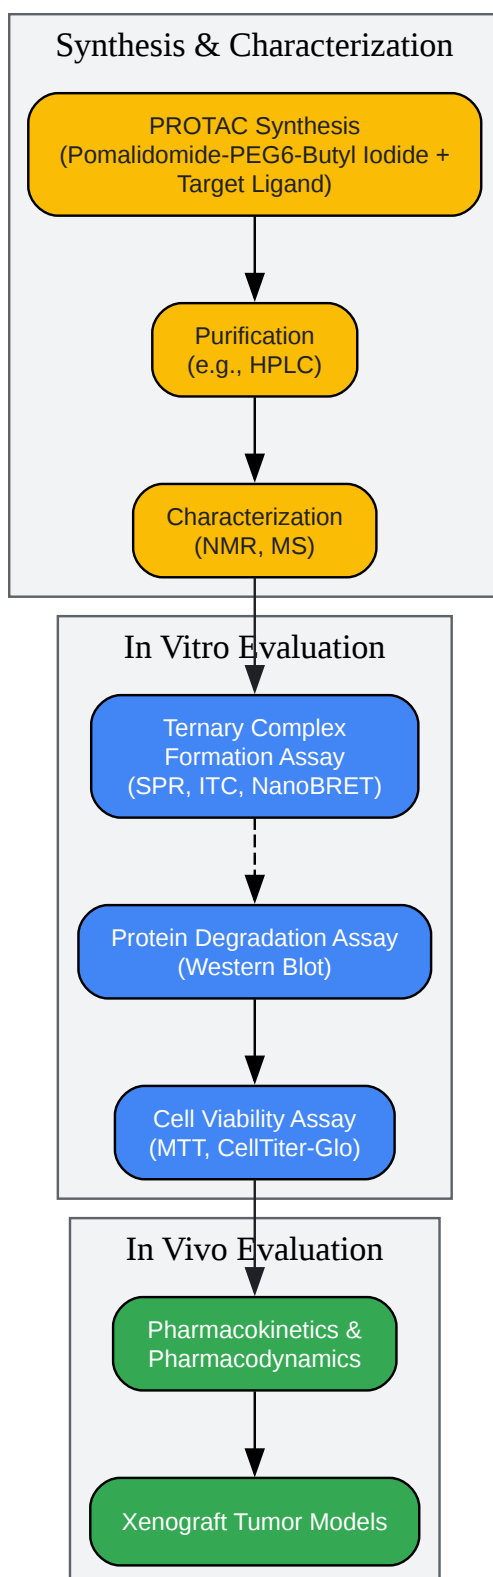 Synthesis & Characterization
PROTAC Synthesis
(Pomalidomide-PEG6-Butyl Iodide +
Target Ligand)
Purification
(e.g., HPLC)
Characterization
(NMR, MS)
In Vitro Evaluation
Ternary Complex
Formation Assay
(SPR, ITC, NanoBRET)
Protein Degradation Assay
(Western Blot)
Cell Viability Assay
(MTT, CellTiter-Glo)
In Vivo Evaluation
Pharmacokinetics &
Pharmacodynamics
Xenograft Tumor Models